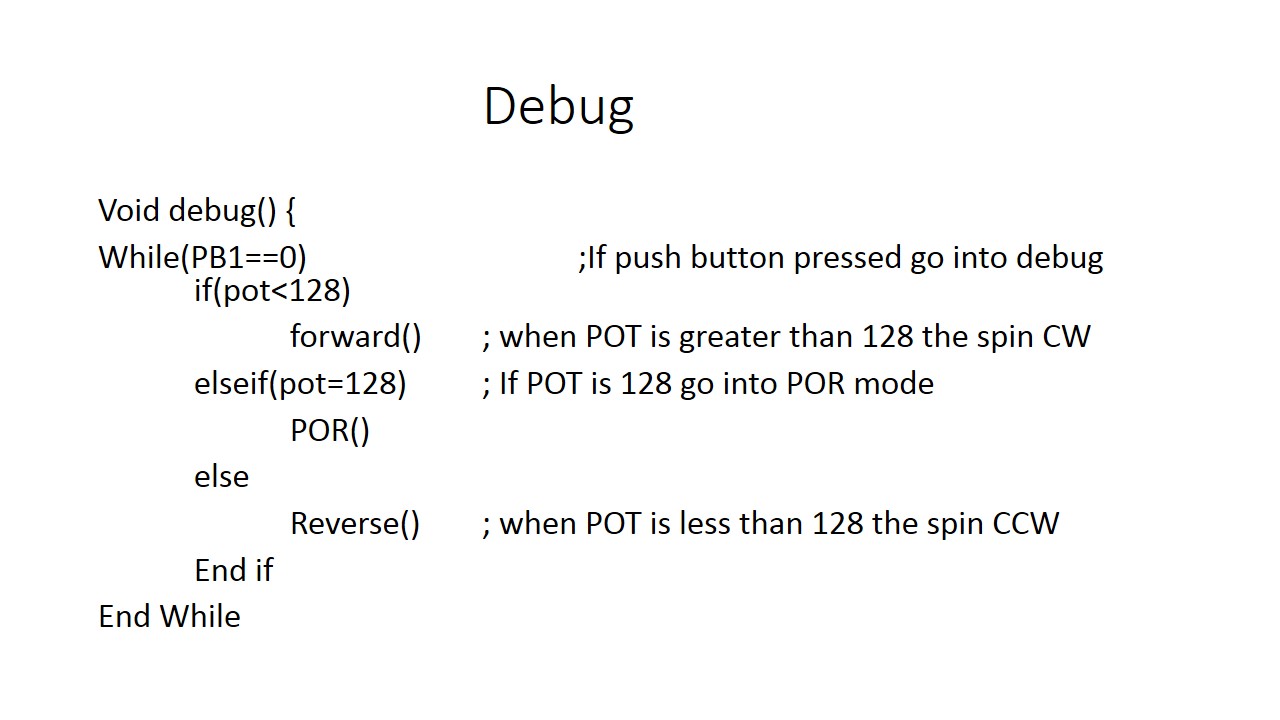 Debug
Void debug() {
While(PB1==0) ;If push button pressed go into debug
if(pot<128)
forward() ; when POT is greater than 128 the spin CW
elseif(pot=128) ; If POT is 128 go into POR mode
POR()
else
Reverse() ; when POT is less than 128 the spin CCW
End if
End While